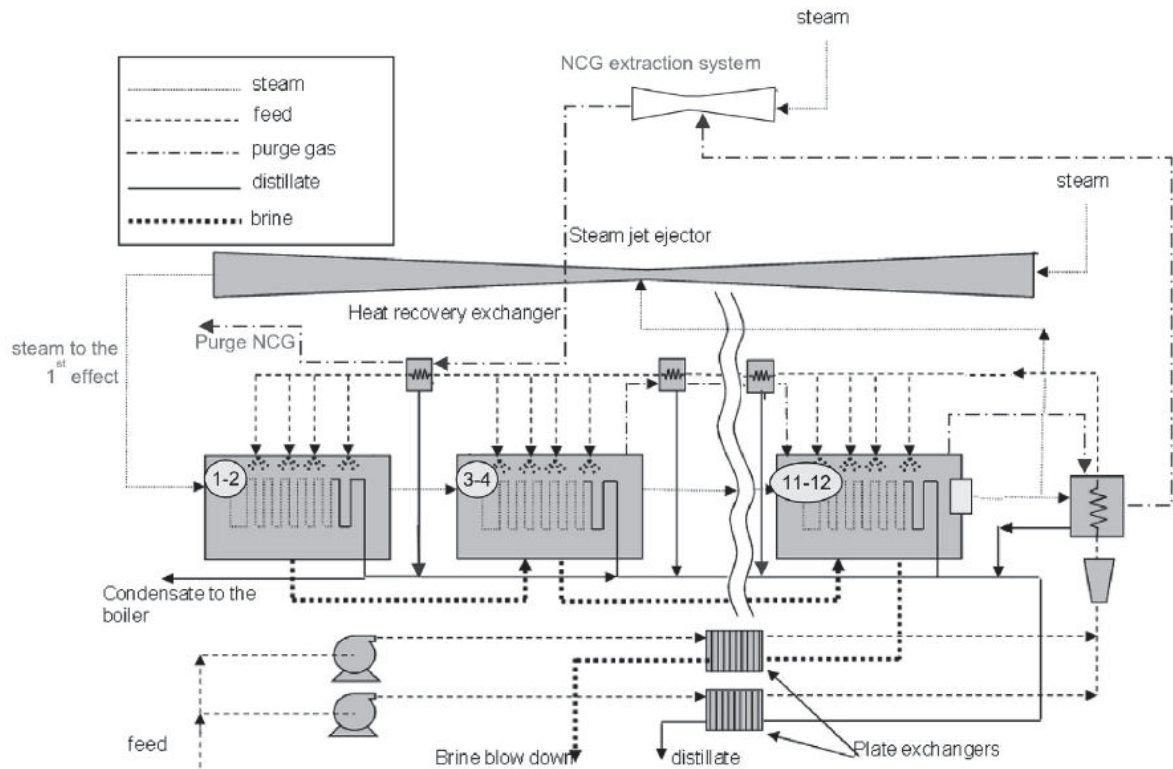 steam
NCG extraction system
steam
feed
purge gas
distillate
brine
steam
steam
Steam jet ejector
Heat recovery exchanger
Purge NCG
steam to the
1st effect
1-2
3-4
11-12
Condensate to the
boiler
feed
Brine blow down
distillate
Plate exchangers